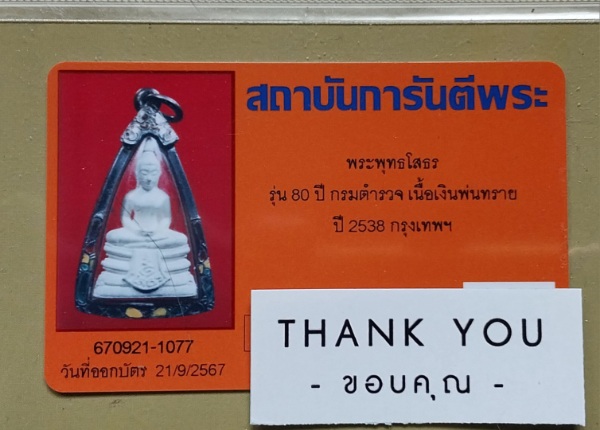 สถาบันการันตีพระ
พระพุทธโสธร
รุ่น 80 ปี กรมตำรวจ เนื้อเงินพ่นทราย
ปี 2538 กรุงเทพฯ
670921-1077
วันที่ออกบัตร 21/9/2567
THANK YOU
- ขอบคุณ -